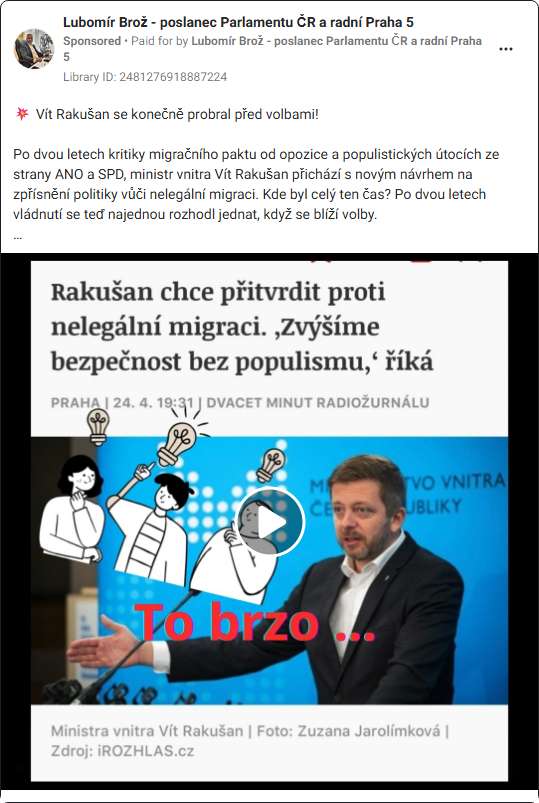 Lubomír Brož - poslanec Parlamentu ČR a radní Praha 5
Sponsored • Paid for by Lubomír Brož - poslanec Parlamentu ČR a radní Praha
5
Library ID: 2481276918887224
💥 Vít Rakušan se konečně probral před volbami!
Po dvou letech kritiky migračního paktu od opozice a populistických útocích ze
strany ANO a SPD, ministr vnitra Vít Rakušan přichází s novým návrhem na
zpřísnění politiky vůči nelegální migraci. Kde byl celý ten čas? Po dvou letech
vládnutí se teď najednou rozhodl jednat, když se blíží volby.
...
Rakušan chce přitvrdit proti
nelegální migraci. ‚Zvýšíme
bezpečnost bez populismu,‘ říká
PRAHA | 24. 4. 19:31 | DVACET MINUT RADIOŽURNÁLU
VO VNITRA
UBLIKY
To brzo ...
Ministra vnitra Vít Rakušan | Foto: Zuzana Jarolímková |
Zdroj: iROZHLAS.cz